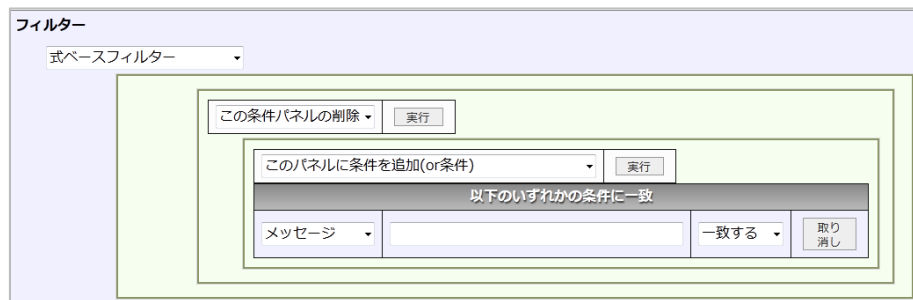 フィルター
式ベースフィルター
この条件パネルの削除 実行
このパネルに条件を追加(or条件) 実行
以下のいずれかの条件に一致
メッセージ 一致する 取り
消し